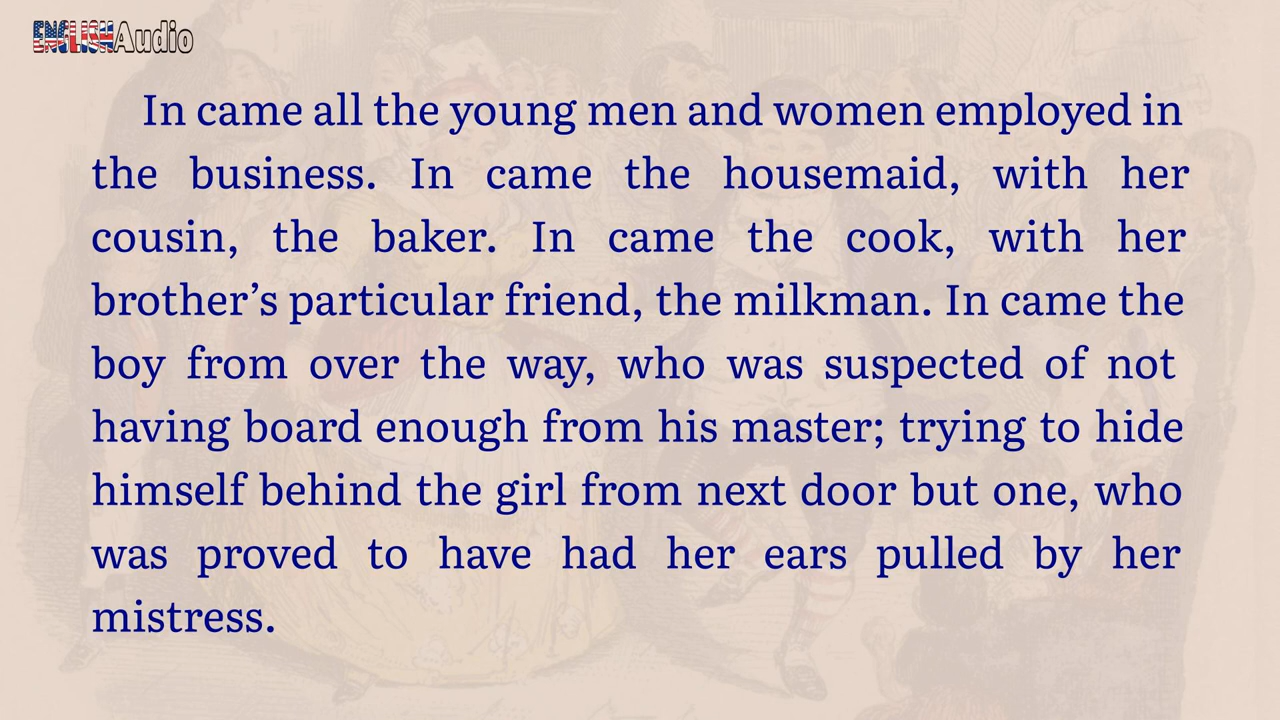 ENGLISHAudio
In came all the young men and women employed in
the business. In came the housemaid, with her
cousin, the baker. In came the cook, with her
brother’s particular friend, the milkman. In came the
boy from over the way, who was suspected of not
having board enough from his master; trying to hide
himself behind the girl from next door but one, who
was proved to have had her ears pulled by her
mistress.